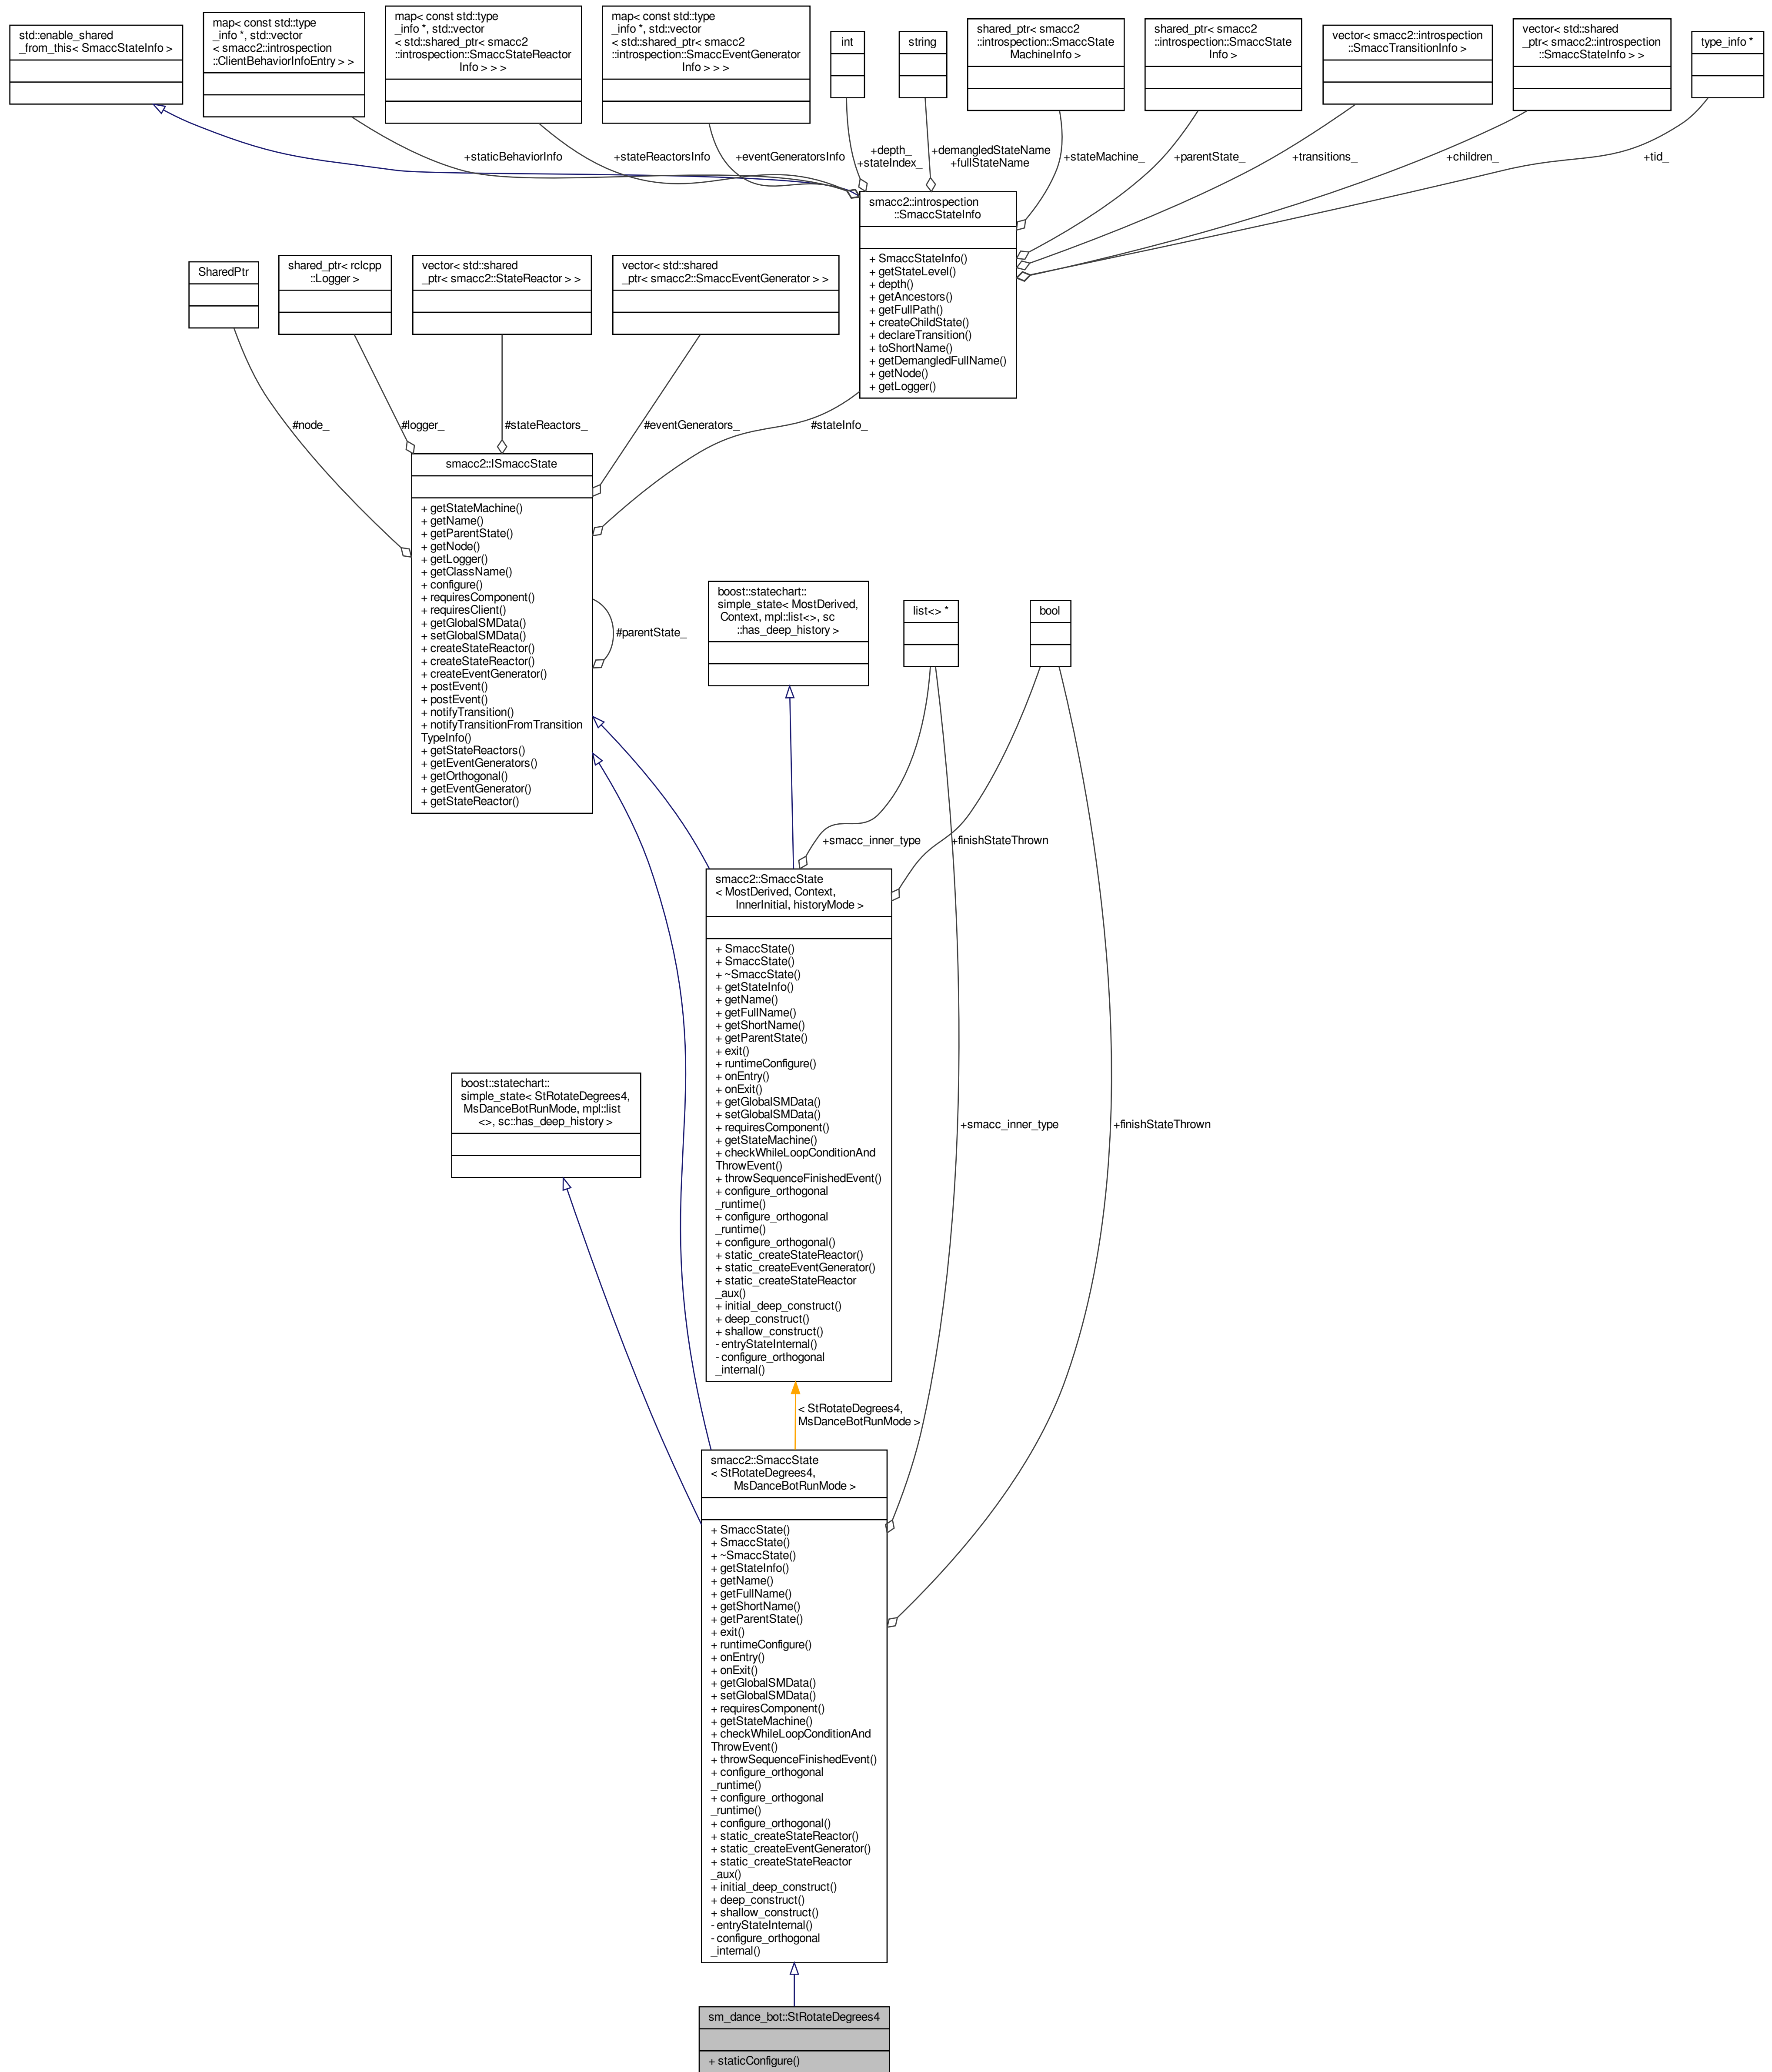 std::enable_shared
_from_this< SmaccStateInfo >
map< const std::type
_info *, std::vector
< smacc2::introspection
::ClientBehaviorInfoEntry > >
map< const std::type
_info *, std::vector
< std::shared_ptr< smacc2
::introspection::SmaccStateReactor
Info > > >
map< const std::type
_info *, std::vector
< std::shared_ptr< smacc2
::introspection::SmaccEventGenerator
Info > > >
int
string
shared_ptr< smacc2
::introspection::SmaccState
MachineInfo >
shared_ptr< smacc2
::introspection::SmaccState
Info >
vector< smacc2::introspection
::SmaccTransitionInfo >
vector< std::shared
_ptr< smacc2::introspection
::SmaccStateInfo > >
type_info *
+staticBehaviorInfo
+stateReactorsInfo
+eventGeneratorsInfo
+depth_
+stateIndex_
+demangledStateName
+fullStateName
+stateMachine_
+parentState_
+transitions_
+children_
+tid_
smacc2::introspection
::SmaccStateInfo
+ SmaccStateInfo()
+ getStateLevel()
+ depth()
+ getAncestors()
+ getFullPath()
+ createChildState()
+ declareTransition()
+ toShortName()
+ getDemangledFullName()
+ getNode()
+ getLogger()
SharedPtr
shared_ptr< rclcpp
::Logger >
vector< std::shared
_ptr< smacc2::StateReactor > >
vector< std::shared
_ptr< smacc2::SmaccEventGenerator > >
#node_
#logger_
#stateReactors_
#eventGenerators_
#stateInfo_
smacc2::ISmaccState
+ getStateMachine()
+ getName()
+ getParentState()
+ getNode()
+ getLogger()
+ getClassName()
+ configure()
+ requiresComponent()
+ requiresClient()
+ getGlobalSMData()
+ setGlobalSMData()
+ createStateReactor()
+ createStateReactor()
+ createEventGenerator()
+ postEvent()
+ postEvent()
+ notifyTransition()
+ notifyTransitionFromTransition
TypeInfo()
+ getStateReactors()
+ getEventGenerators()
+ getOrthogonal()
+ getEventGenerator()
+ getStateReactor()
#parentState_
boost::statechart::
simple_state< MostDerived,
Context, mpl::list<>, sc
::has_deep_history >
list<> *
bool
+smacc_inner_type
+finishStateThrown
smacc2::SmaccState
< MostDerived, Context,
InnerInitial, historyMode >
+ SmaccState()
+ SmaccState()
+ ~SmaccState()
+ getStateInfo()
+ getName()
+ getFullName()
+ getShortName()
+ getParentState()
+ exit()
+ runtimeConfigure()
+ onEntry()
+ onExit()
+ getGlobalSMData()
+ setGlobalSMData()
+ requiresComponent()
+ getStateMachine()
+ checkWhileLoopConditionAnd
ThrowEvent()
+ throwSequenceFinishedEvent()
+ configure_orthogonal
_runtime()
+ configure_orthogonal
_runtime()
+ configure_orthogonal()
+ static_createStateReactor()
+ static_createEventGenerator()
+ static_createStateReactor
_aux()
+ initial_deep_construct()
+ deep_construct()
+ shallow_construct()
- entryStateInternal()
- configure_orthogonal
_internal()
boost::statechart::
simple_state< StRotateDegrees4,
MsDanceBotRunMode, mpl::list
<>, sc::has_deep_history >
+smacc_inner_type
+finishStateThrown
< StRotateDegrees4,
MsDanceBotRunMode >
smacc2::SmaccState
< StRotateDegrees4,
MsDanceBotRunMode >
+ SmaccState()
+ SmaccState()
+ ~SmaccState()
+ getStateInfo()
+ getName()
+ getFullName()
+ getShortName()
+ getParentState()
+ exit()
+ runtimeConfigure()
+ onEntry()
+ onExit()
+ getGlobalSMData()
+ setGlobalSMData()
+ requiresComponent()
+ getStateMachine()
+ checkWhileLoopConditionAnd
ThrowEvent()
+ throwSequenceFinishedEvent()
+ configure_orthogonal
_runtime()
+ configure_orthogonal
_runtime()
+ configure_orthogonal()
+ static_createStateReactor()
+ static_createEventGenerator()
+ static_createStateReactor
_aux()
+ initial_deep_construct()
+ deep_construct()
+ shallow_construct()
- entryStateInternal()
- configure_orthogonal
_internal()
sm_dance_bot::StRotateDegrees4
+ staticConfigure()